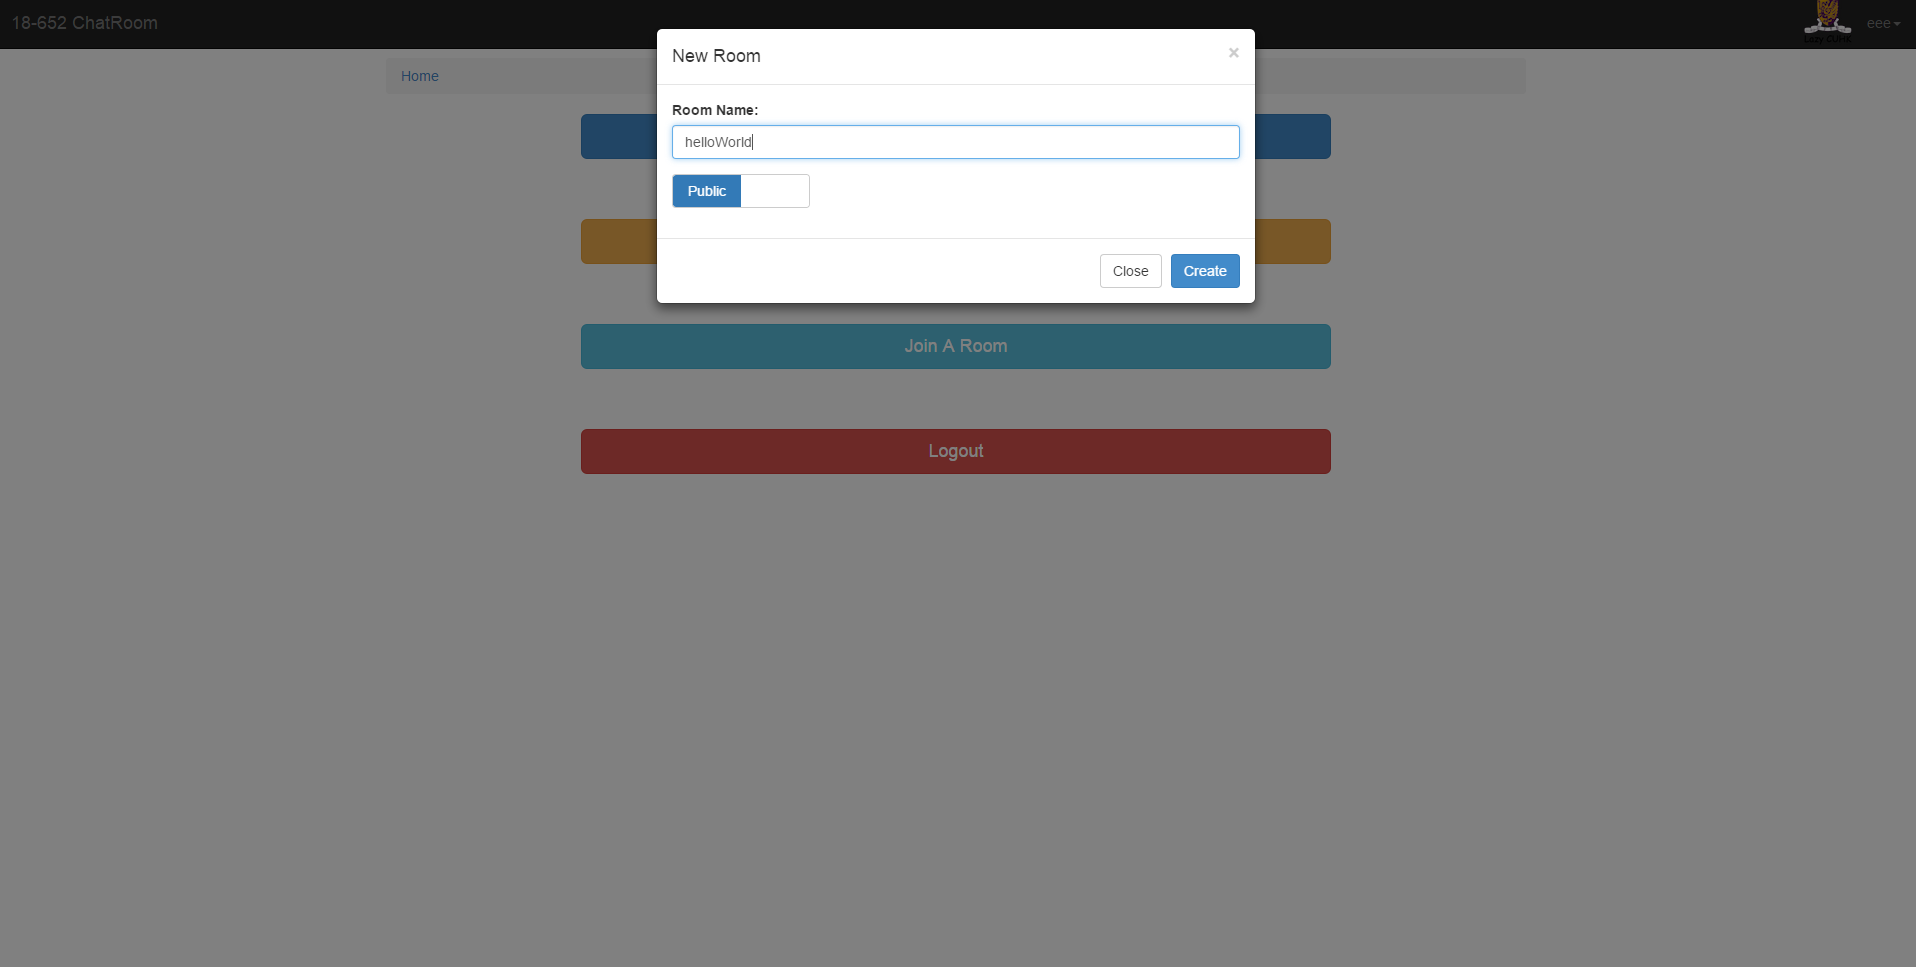 18-652 ChatRoom
eee
New Room
×
Home
Room Name:
helloWorld
Public
Close
Create
Join A Room
Logout